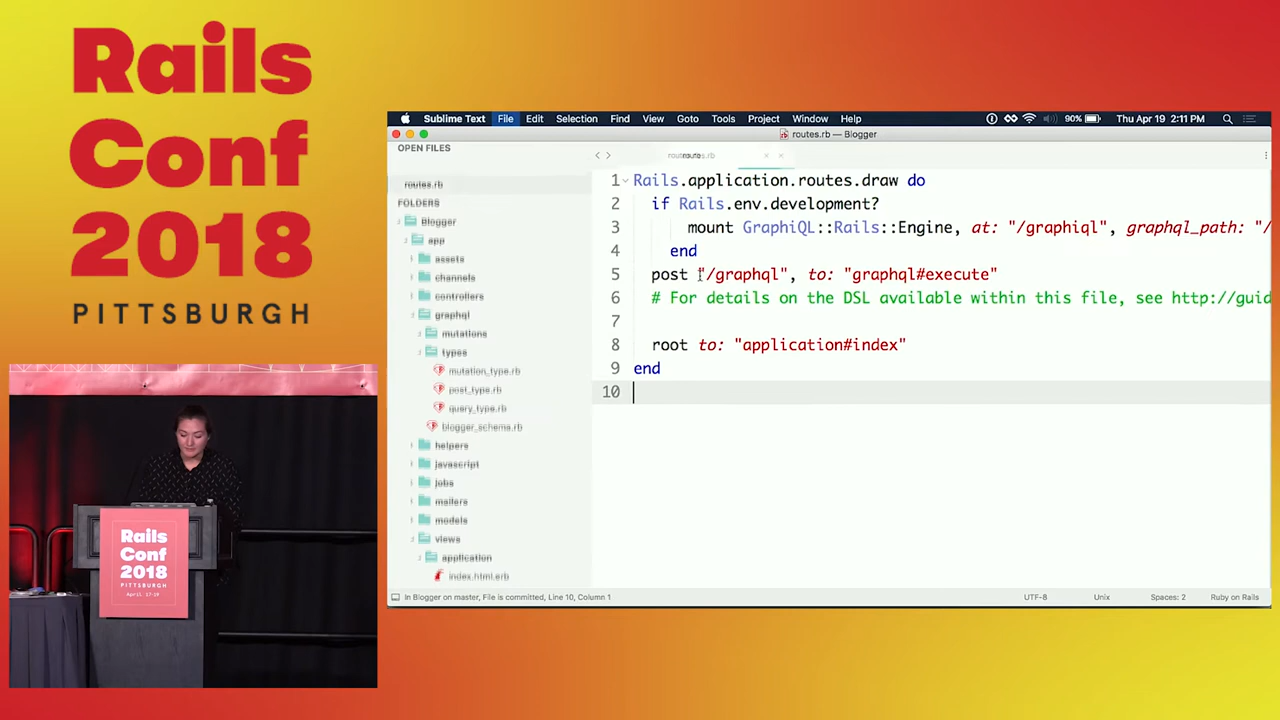 Rails
Conf
2018
PITTSBURGH
Sublime Text File Edit Selection Find View Goto Tools Project Window Help
90% Thu Apr 19 2:11 PM
routes.rb — Blogger
OPEN FILES
routes.rb
FOLDERS
Blogger
app
assets
channels
controllers
graphql
mutations
types
mutation_type.rb
post_type.rb
query_type.rb
blogger_schema.rb
helpers
javascript
jobs
mailers
models
views
application
index.html.erb
1 Rails.application.routes.draw do
2 if Rails.env.development?
3 mount GraphiQL::Rails::Engine, at: "/graphiql", graphql_path: "/
4 end
5 post "/graphql", to: "graphql#execute"
6 # For details on the DSL available within this file, see http://guid
7
8 root to: "application#index"
9 end
10
In Blogger on master, File is committed, Line 10, Column 1
UTF-8 Unix Spaces: 2 Ruby on Rails
Rails
Conf
2018
PITTSBURGH
April 17-19